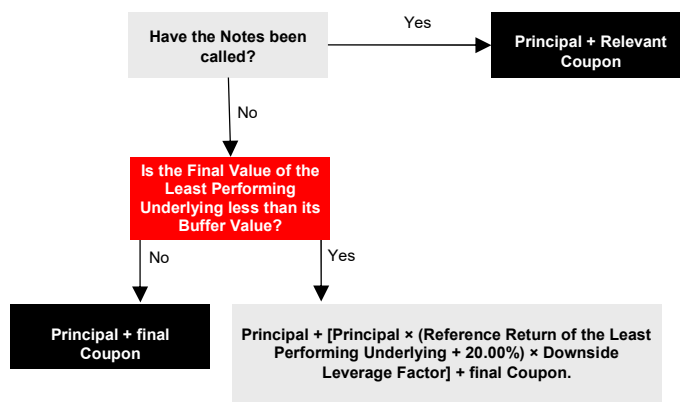 Have the Notes been
called?
Yes
Principal + Relevant
Coupon
No
Is the Final Value of the
Least Performing
Underlying less than its
Buffer Value?
No
Yes
Principal + final
Coupon
Principal + [Principal × (Reference Return of the Least
Performing Underlying + 20.00%) × Downside
Leverage Factor] + final Coupon.